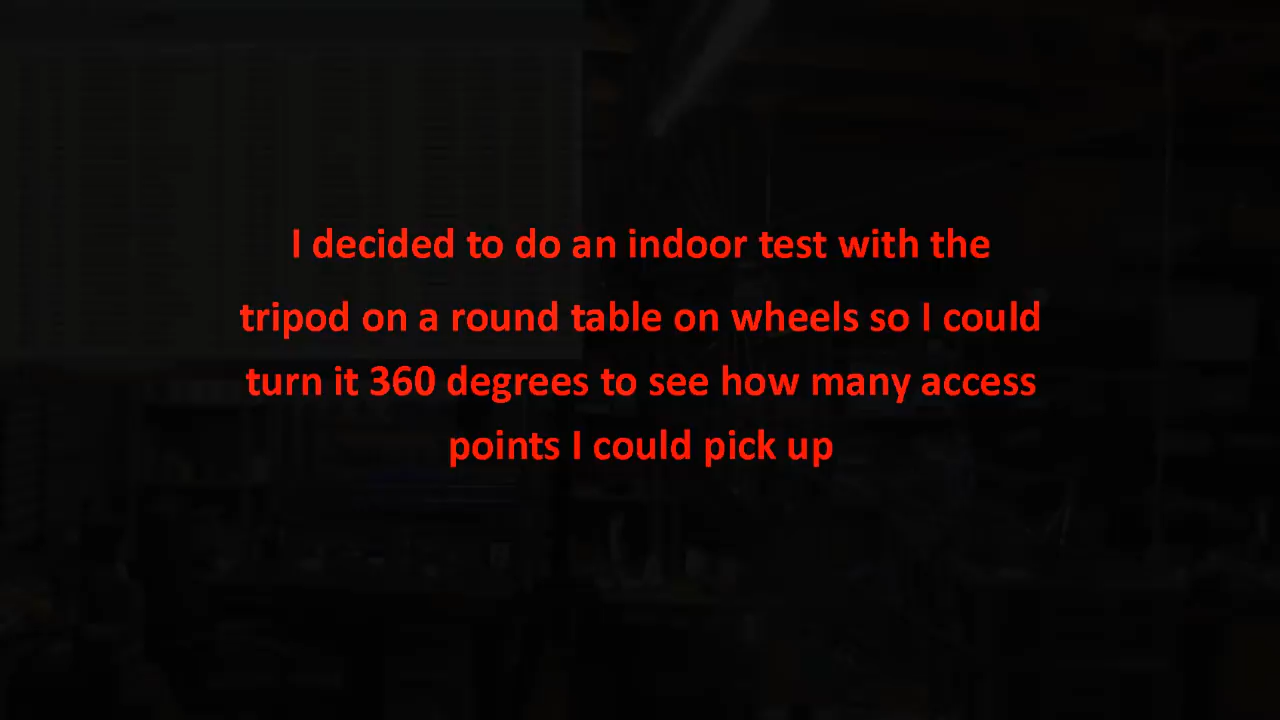 I decided to do an indoor test with the
tripod on a round table on wheels so I could
turn it 360 degrees to see how many access
points I could pick up